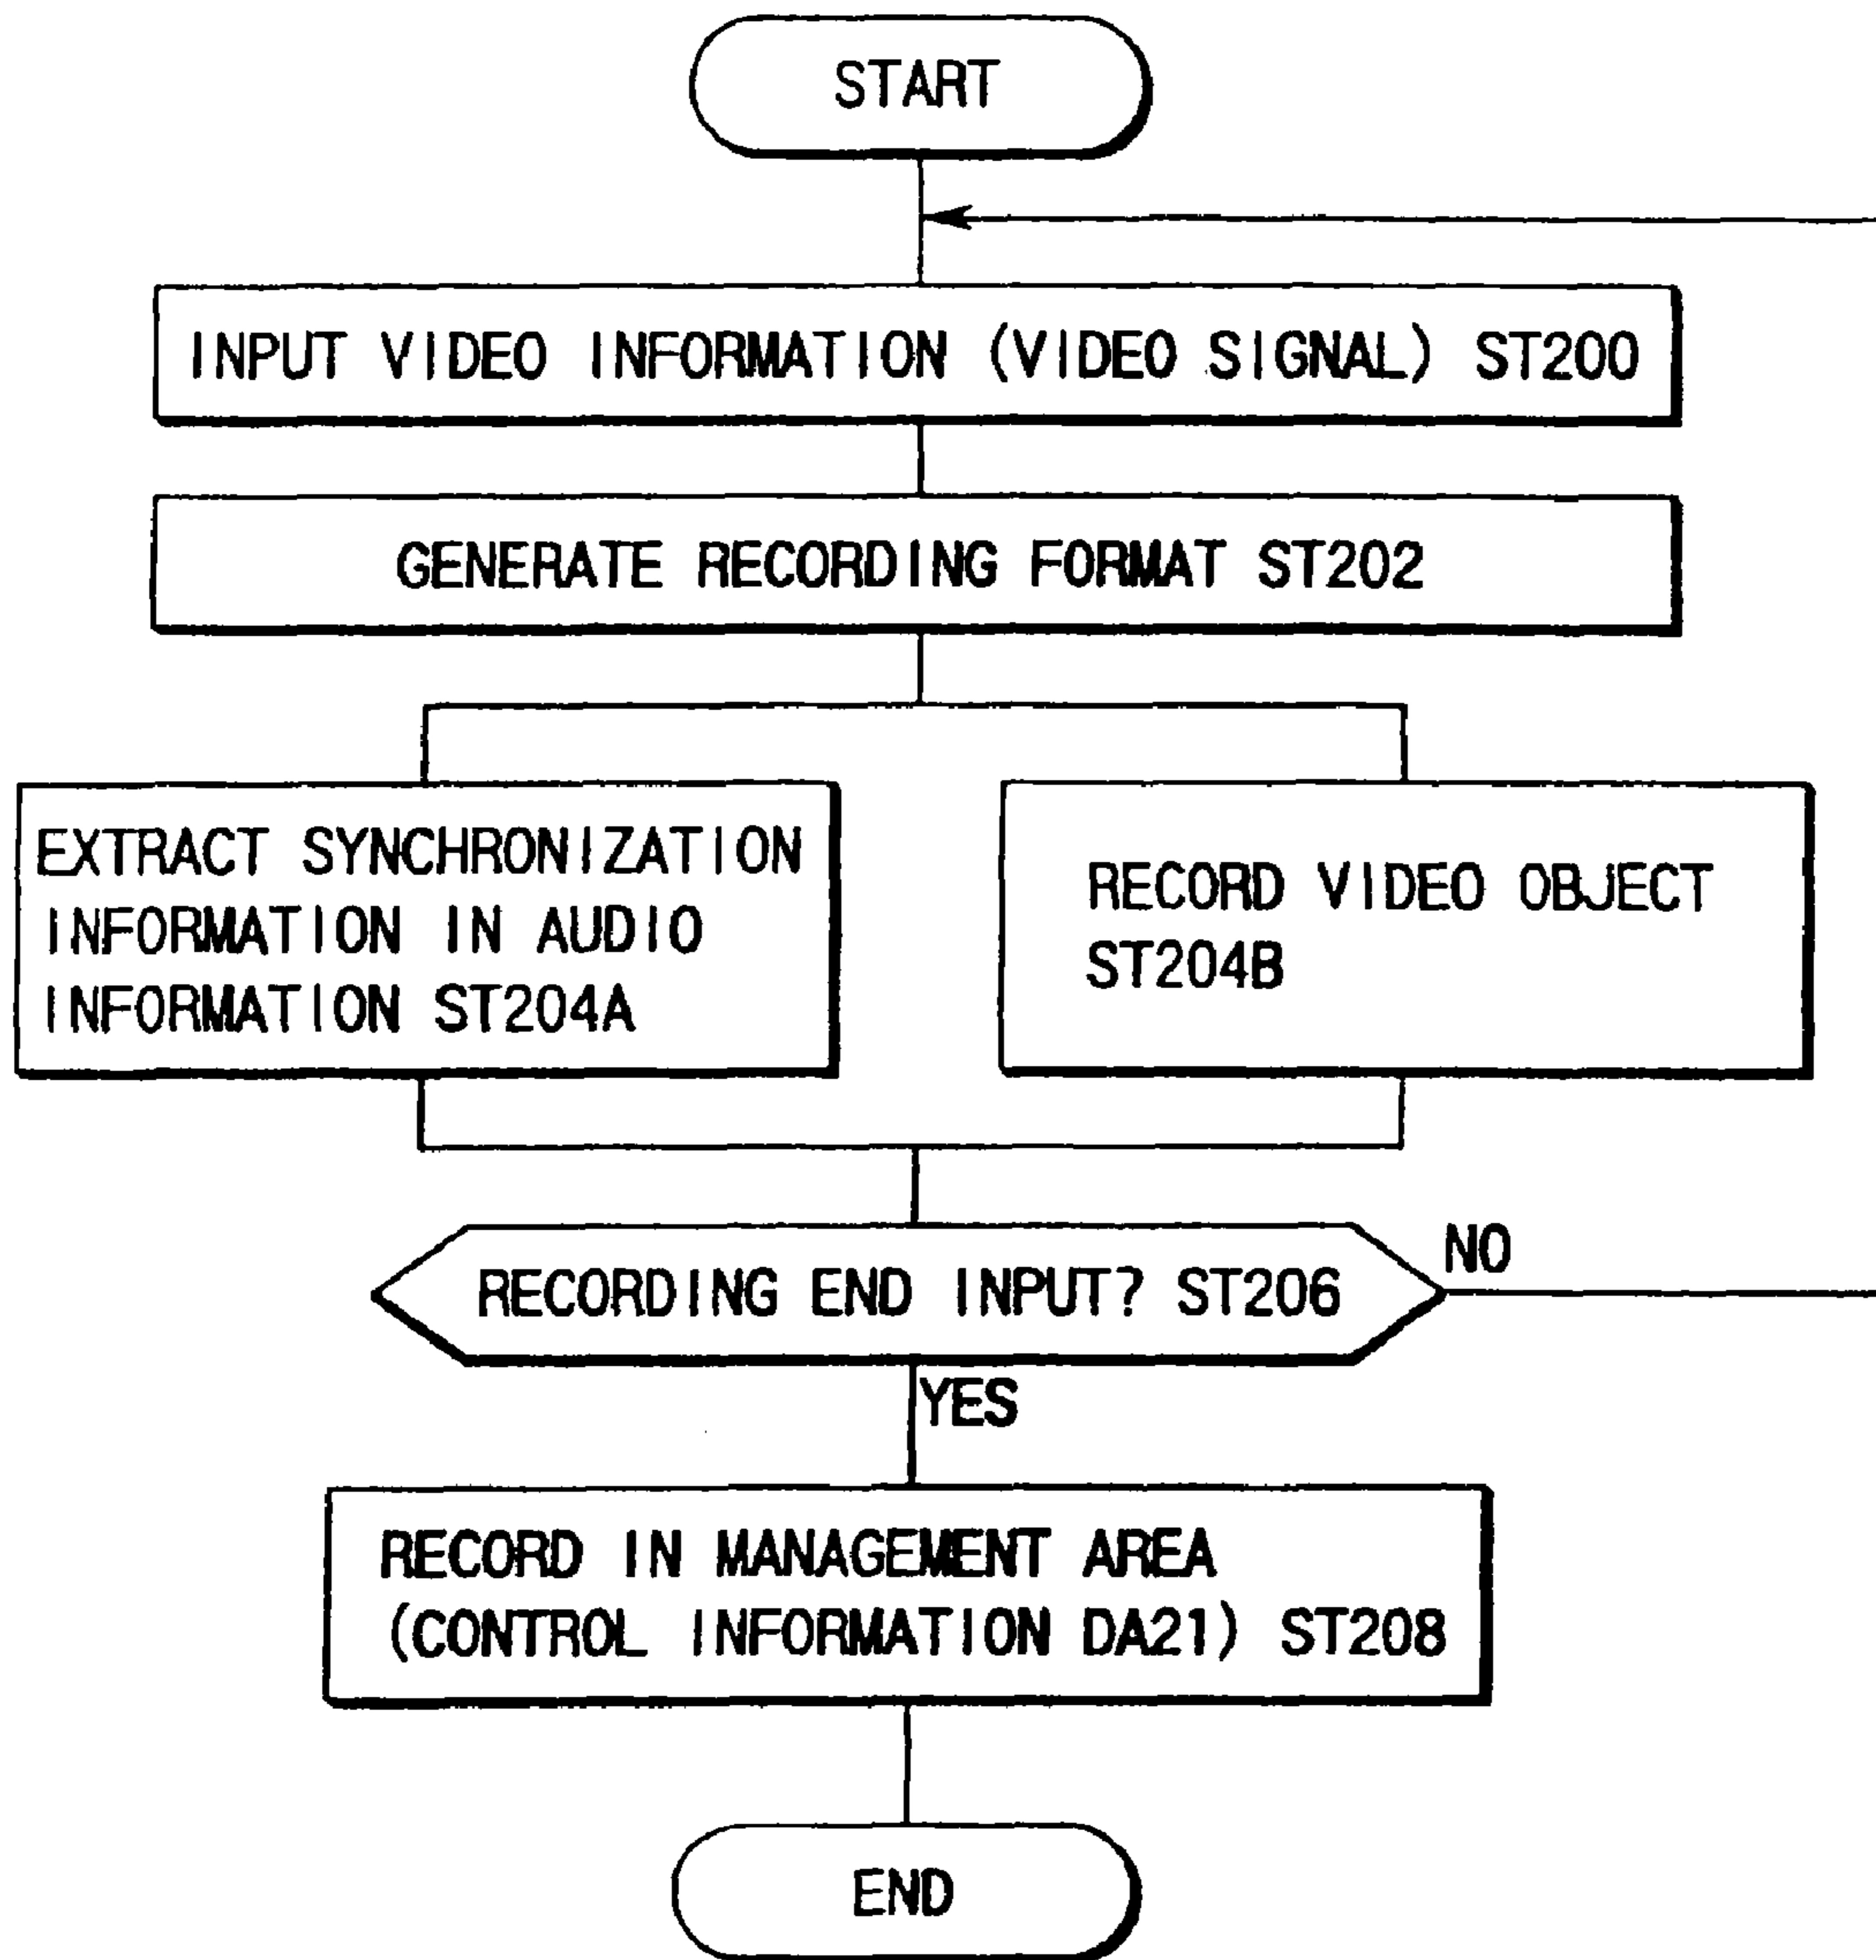 START
INPUT VIDEO INFORMATION (VIDEO SIGNAL) ST200
GENERATE RECORDING FORMAT ST202
EXTRACT SYNCHRONIZATION
INFORMATION IN AUDIO
INFORMATION ST204A
RECORD VIDEO OBJECT
ST204B
RECORDING END INPUT? ST206
NO
YES
RECORD IN MANAGEMENT AREA
(CONTROL INFORMATION DA21) ST208
END